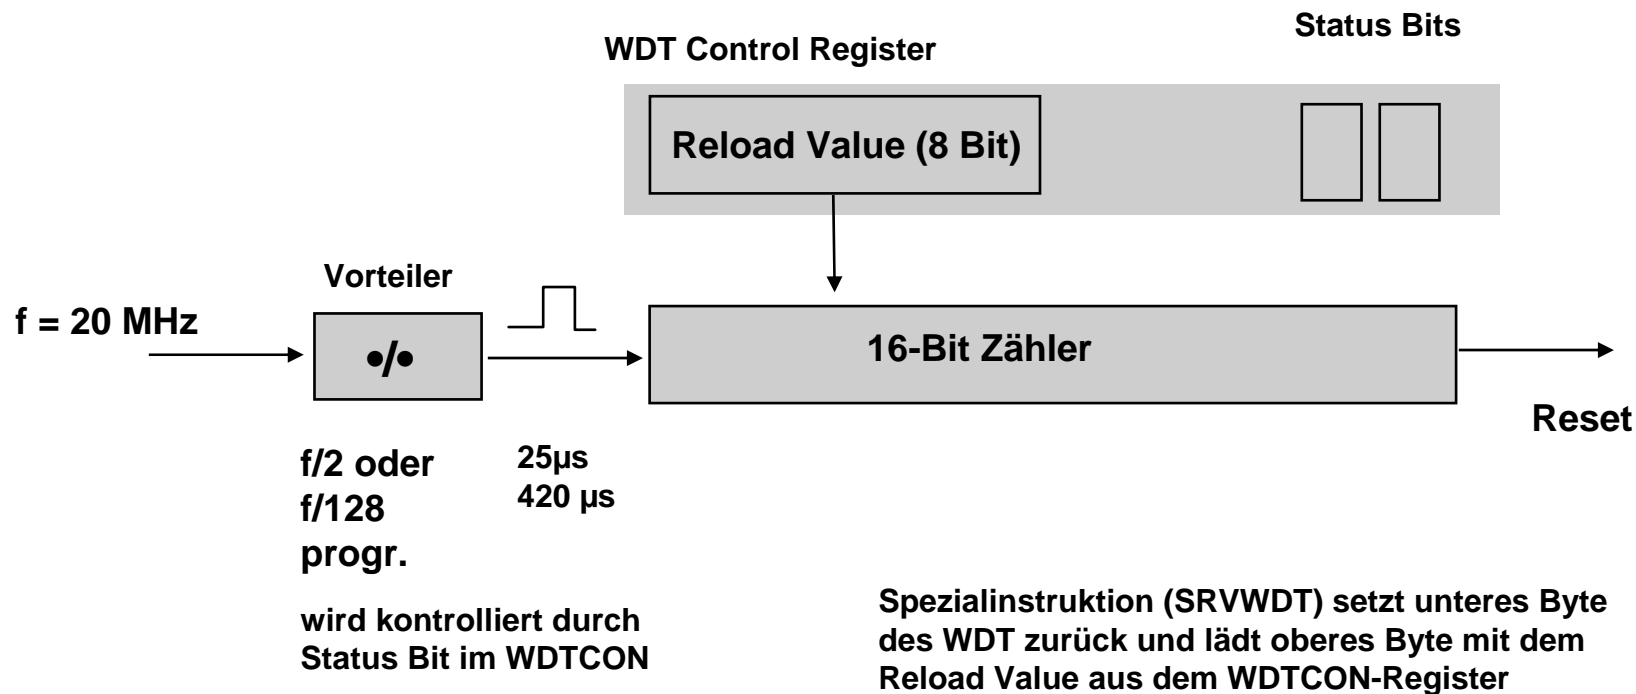 Status Bits
WDT Control Register
Reload Value (8 Bit)
Vorteiler
f = 20 MHz
•/•
16-Bit Zähler
Reset
f/2 oder
f/128
progr.
25µs
420 µs
wird kontrolliert durch
Status Bit im WDTCON
Spezialinstruktion (SRVWDT) setzt unteres Byte
des WDT zurück und lädt oberes Byte mit dem
Reload Value aus dem WDTCON-Register